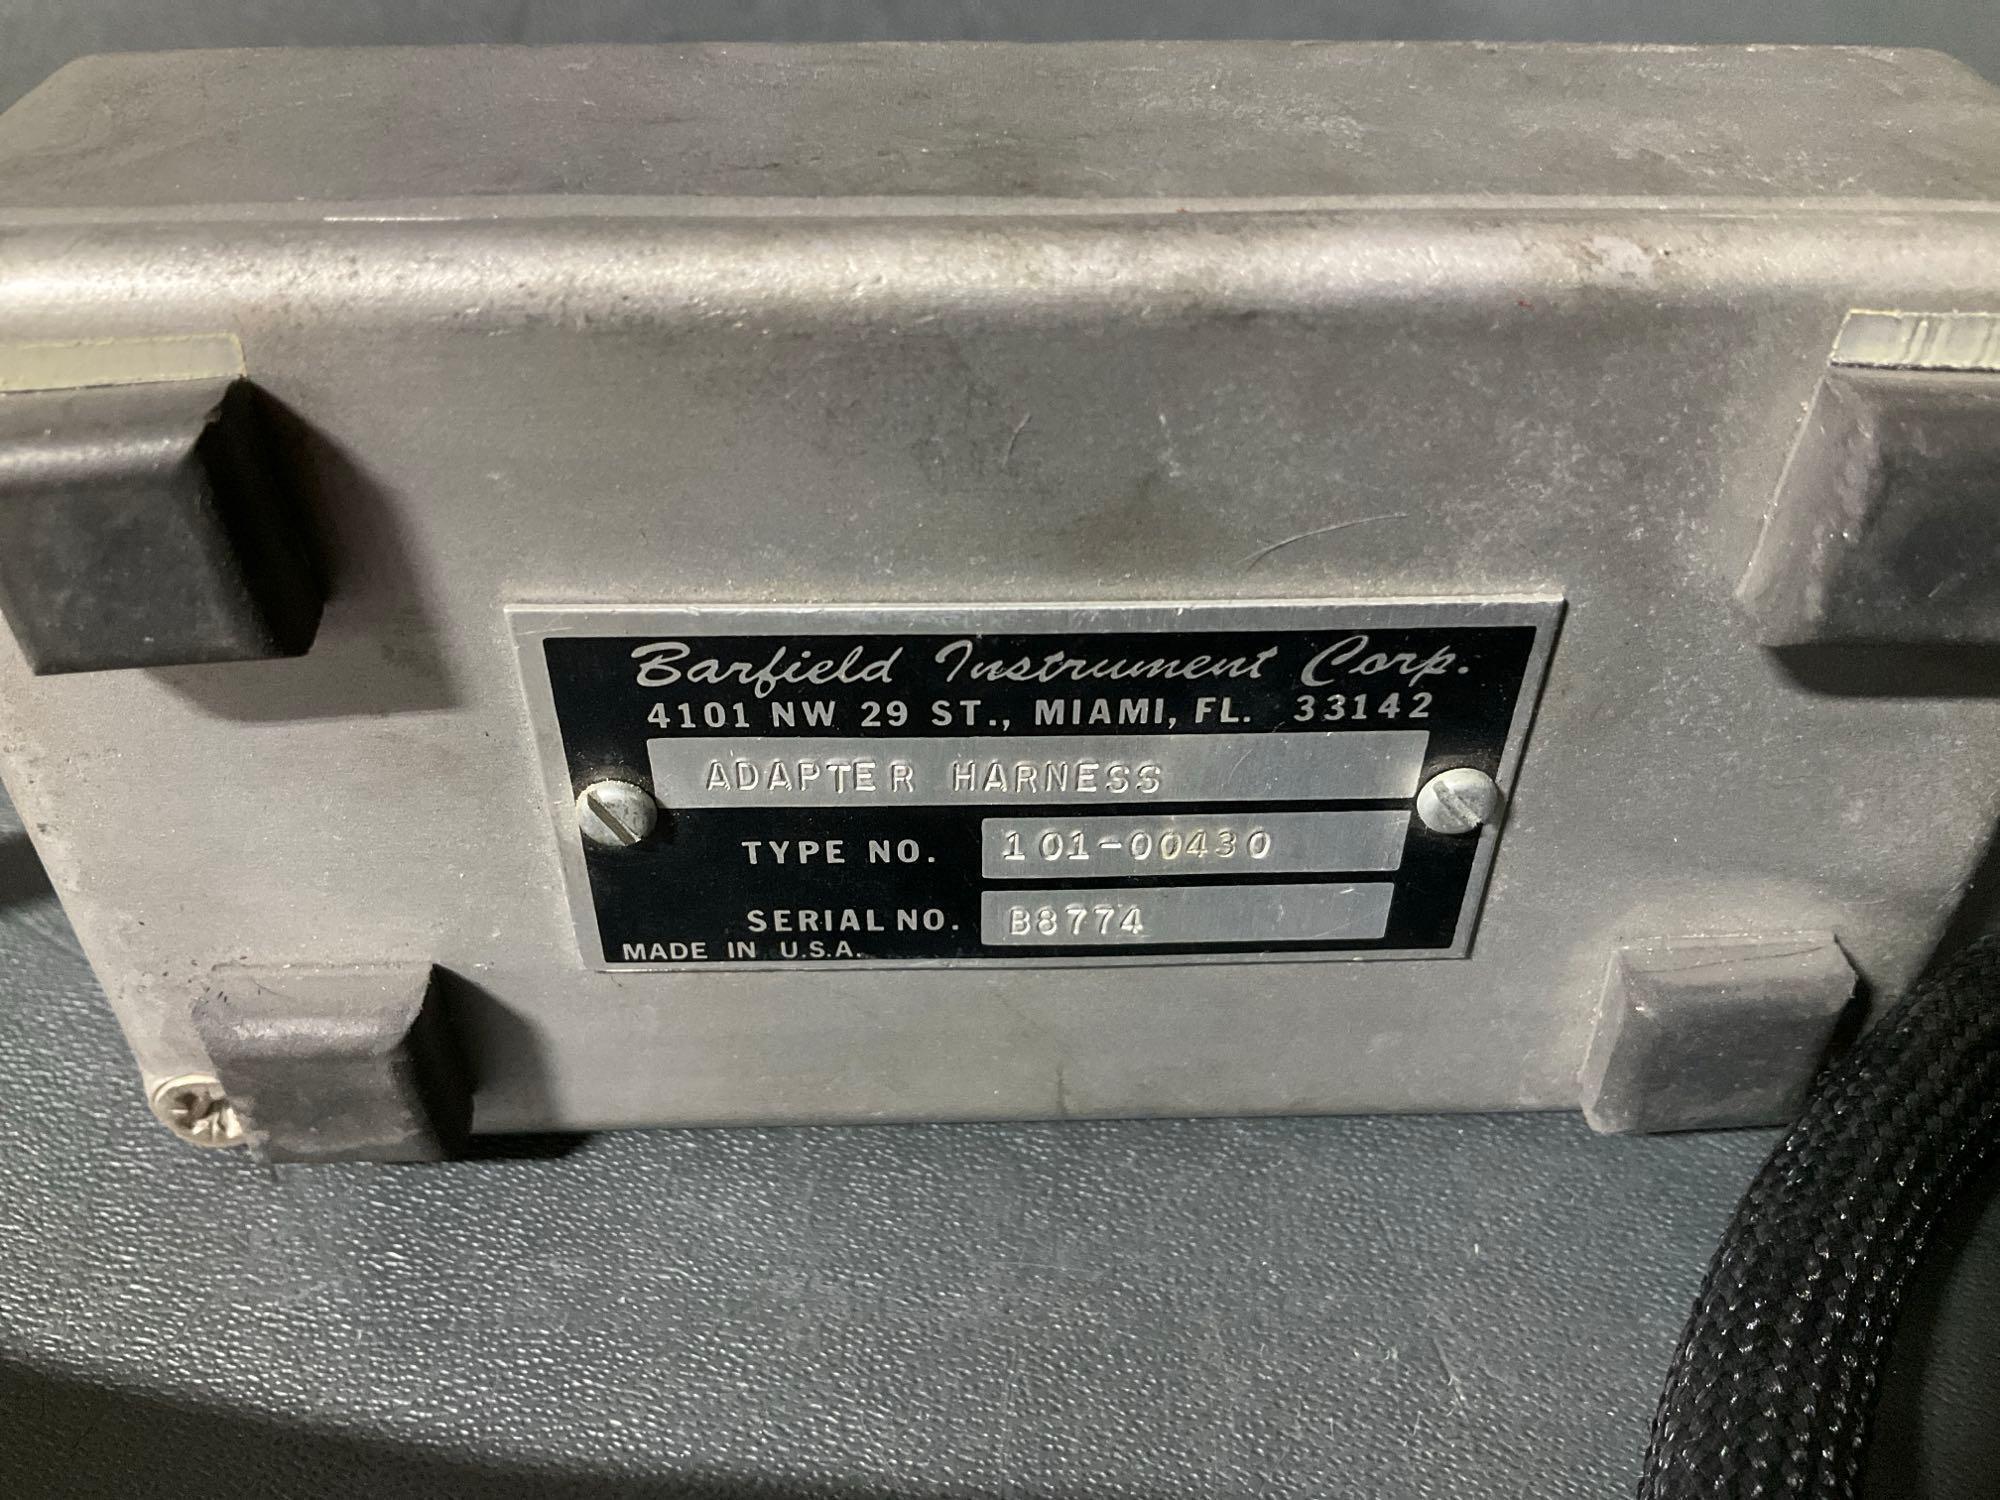 Barfield Instrument Corp.
4101 NW 29 ST., MIAMI, FL. 33142
ADAPTER HARNESS
TYPE NO. 101-00430
SERIAL NO. B8774
MADE IN U.S.A.